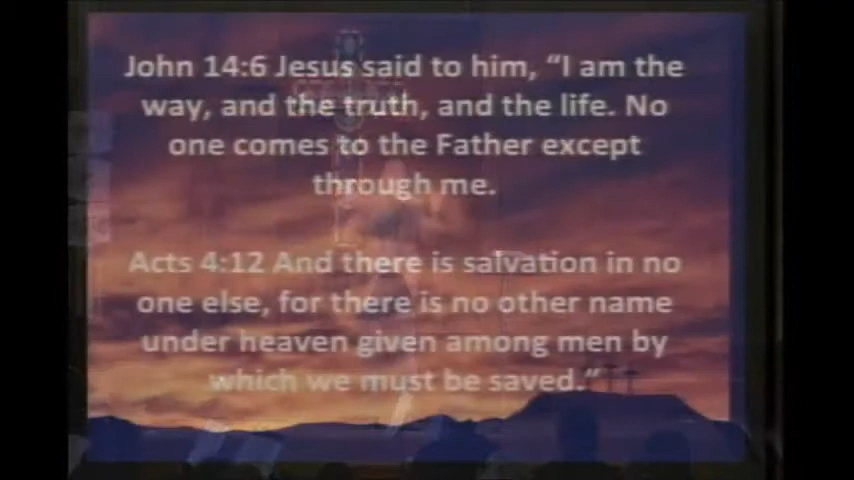 John 14:6 Jesus said to him, “I am the
way, and the truth, and the life. No
one comes to the Father except
through me.
Acts 4:12 And there is salvation in no
one else, for there is no other name
under heaven given among men by
which we must be saved.”